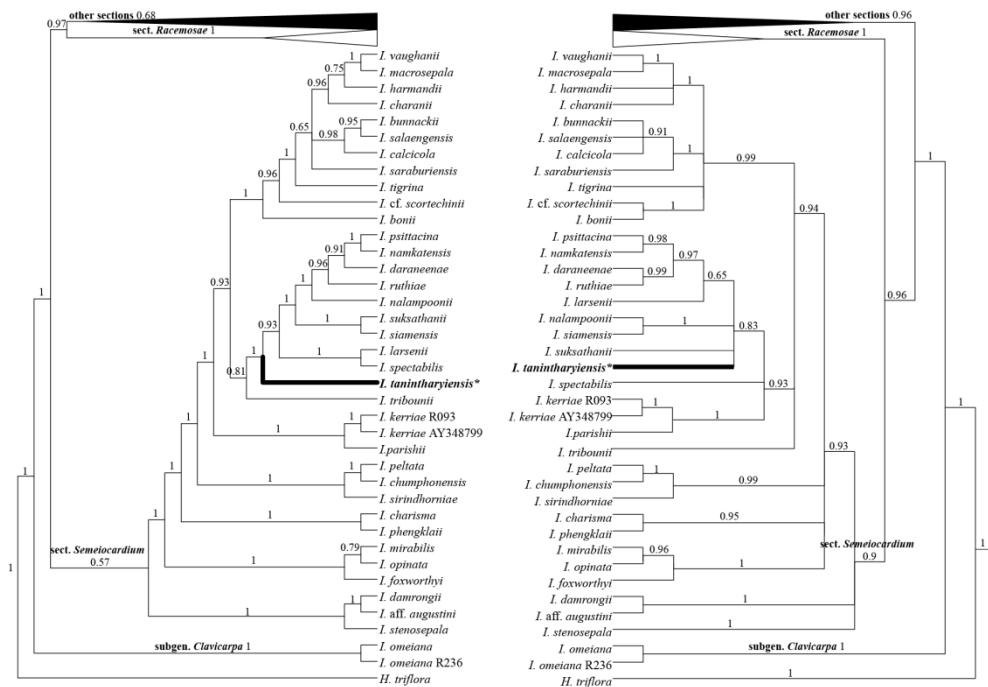 other sections 0.68
0.97
sect. Racemosae 1
1 I. vaughanii
0.75 I. macrosepala
0.96 I. harmandii
I. charanii
0.65 0.95 I. bunnackii
0.98 I. salaengensis
1 I. calcicola
I. saraburiensis
0.96 I. tigrina
1 I. cf. scortechinii
I. bonii
1 I. psittacina
0.91 I. namkatensis
0.96 I. daraneenae
0.93 1 I. ruthiae
1 I. nalampoonii
0.93 1 I. suksathanii
I. siamensis
1 1 I. larsenii
I. spectabilis
0.81 I. tanintharyiensis*
1 I. tribounii
1 I. kerriae R093
1 I. kerriae AY348799
I.parishii
1 1 I. peltata
1 I. chumphonensis
I. sirindhorniae
1 I. charisma
1 I. phengklaii
sect. Semeiocardium 0.79 I. mirabilis
0.57 1 I. opinata
I. foxworthyi
1 I. damrongii
1 I. aff. augustini
I. stenosepala
1 subgen. Clavicarpa 1 I. omeiana
I. omeiana R236
H. triflora
other sections 0.96
sect. Racemosae 1
I. vaughanii 1
I. macrosepala 1
I. harmandii
I. charanii
I. bunnackii
I. salaengensis 0.91
I. calcicola 1 0.99
I. saraburiensis
I. tigrina
I. cf. scortechinii 1
I. bonii 0.94
I. psittacina 0.98
I. namkatensis 0.97
I. daraneenae 0.99 0.65
I. ruthiae
I. larsenii
I. nalampoonii 1 0.83
I. siamensis
I. suksathanii
I. tanintharyiensis*
I. spectabilis 0.93
I. kerriae R093 1
I. kerriae AY348799 1
I.parishii
I. tribounii 0.93
I. peltata 1
I. chumphonensis 0.99
I. sirindhorniae
I. charisma 0.95
I. phengklaii
I. mirabilis 0.96 sect. Semeiocardium
I. opinata 1 0.9
I. foxworthyi
I. damrongii 1
I. aff. augustini
I. stenosepala 1
I. omeiana subgen. Clavicarpa 1
I. omeiana R236
H. triflora 1
1
0.96
1
1